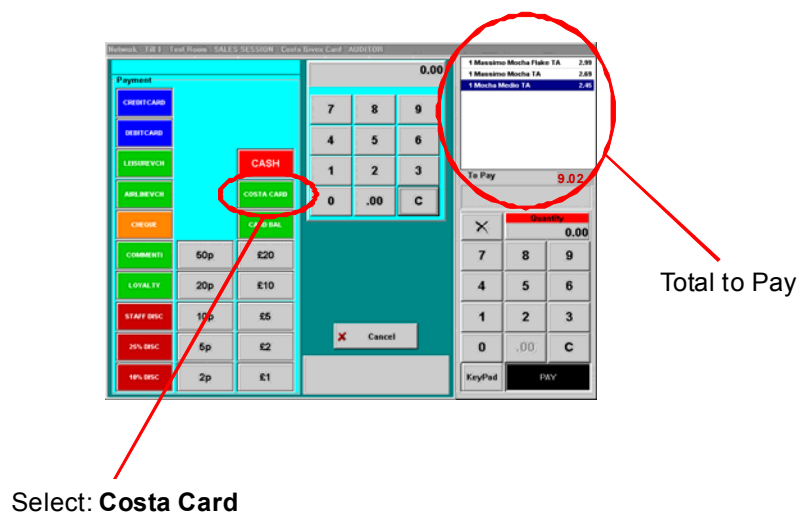 Network Till 1 Test Room SALES SESSION Costa Givex Card AUDITOR
Payment
0.00
1 Massimo Mocha Flake TA 2.99
1 Massimo Mocha TA 2.69
1 Mocha Medio TA 2.45
CREDITCARD
DEBITCARD
LEISUREVCH
AIRLINEVCH
CHEQUE
COMMENT1
LOYALTY
STAFF DISC
25% DISC
10% DISC
50p
20p
10p
5p
2p
CASH
COSTA CARD
CARD BAL
£20
£10
£5
£2
£1
7 8 9
4 5 6
1 2 3
0 .00 C
Cancel
To Pay 9.02
Quantity
0.00
7 8 9
4 5 6
1 2 3
0 .00 C
KeyPad PAY
Total to Pay
Select: Costa Card